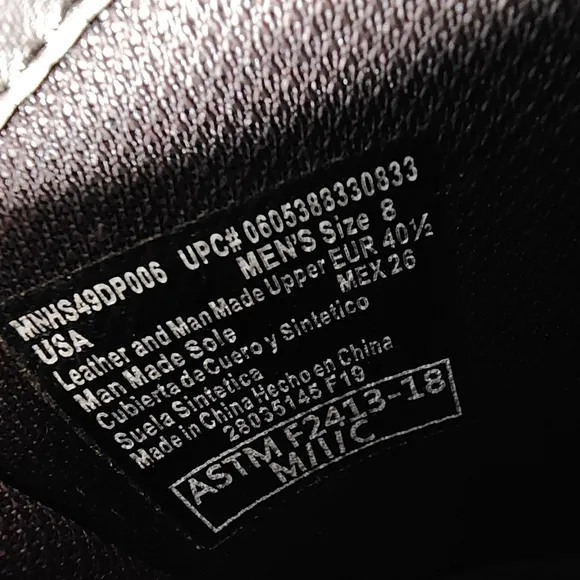 MNHS49DP006 UPC# 0605388330833
USA MEN'S Size 8
Leather and Man Made Upper EUR 40½
Man Made Sole MEX 26
Cubierta de Cuero y Sintetico
Suela Sintetica
Made in China Hecho en China
28035145 F19
ASTM F2413-18
M/I/C